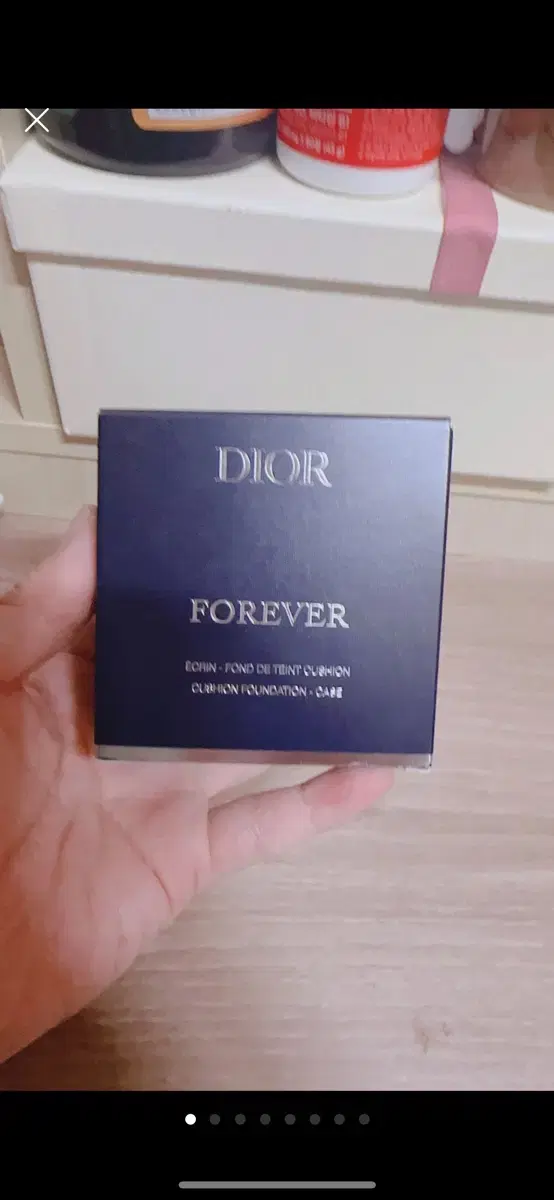 DIOR
FOREVER
ÉCRIN - FOND DE TEINT CUSHION
CUSHION FOUNDATION - CASE